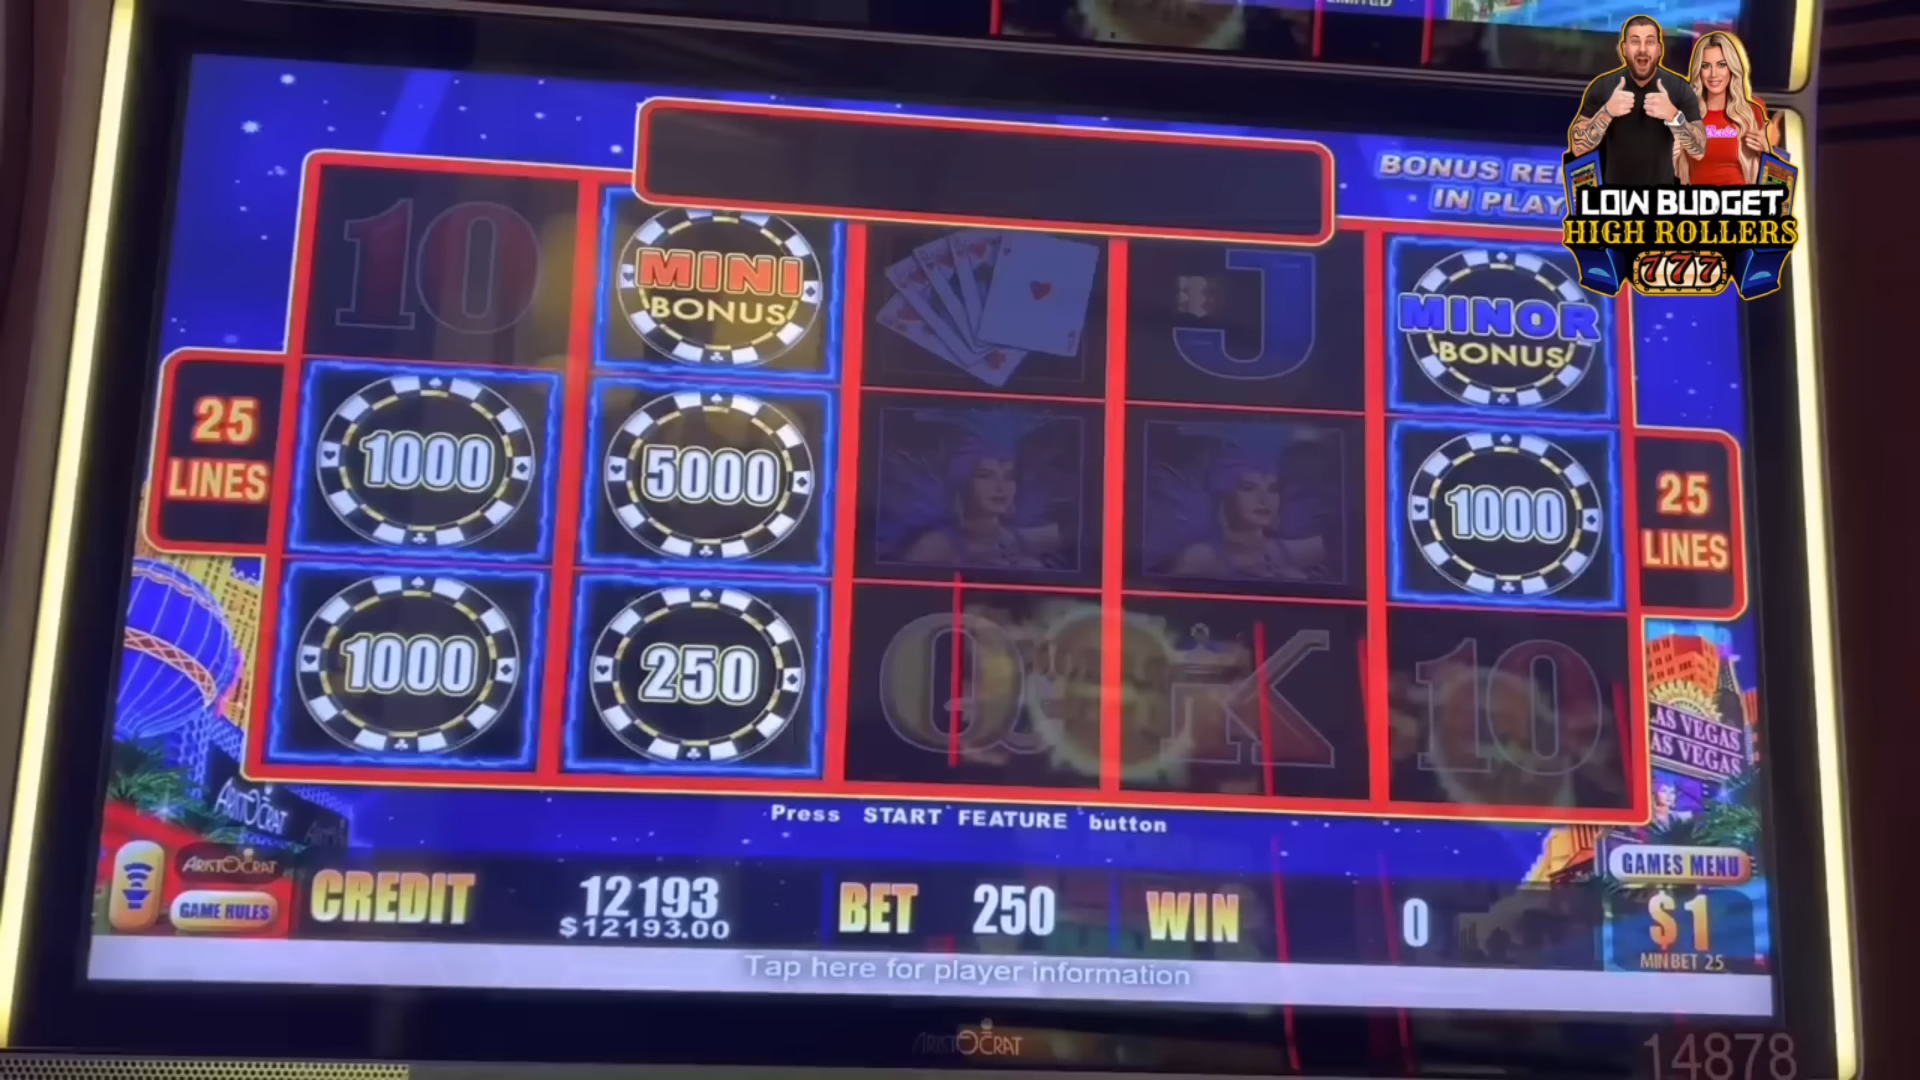 LIMITED
BONUS RE
IN PLAY
LOW BUDGET
HIGH ROLLERS
777
10
MINI
BONUS
J
MINOR
BONUS
25
LINES
1000
5000
1000
25
LINES
1000
250
Q
K
10
LAS VEGAS
LAS VEGAS
ARISTOCRAT
Press START FEATURE button
ARISTOCRAT
GAME RULES
CREDIT
12193
$12193.00
BET
250
WIN
0
GAMES MENU
$1
MIN BET 25
Tap here for player information
ARISTOCRAT
14878